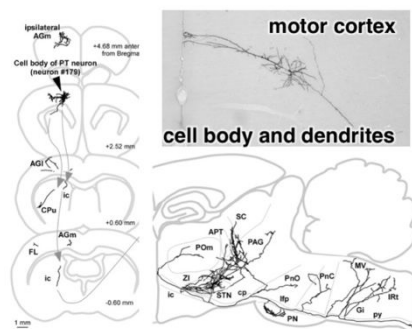 ipsilateral
AGm
+4.68 mm anterior
from Bregma
Cell body of PT neuron
(neuron #179)
+2.52 mm
AGl
ic
CPu
+0.60 mm
AGm
FL
ic
-0.60 mm
1 mm
motor cortex
cell body and dendrites
SC
APT
PAG
POm
ZI
ic
STN
cp
PnO
lfp
PN
PnC
MV
IRt
Gi
py